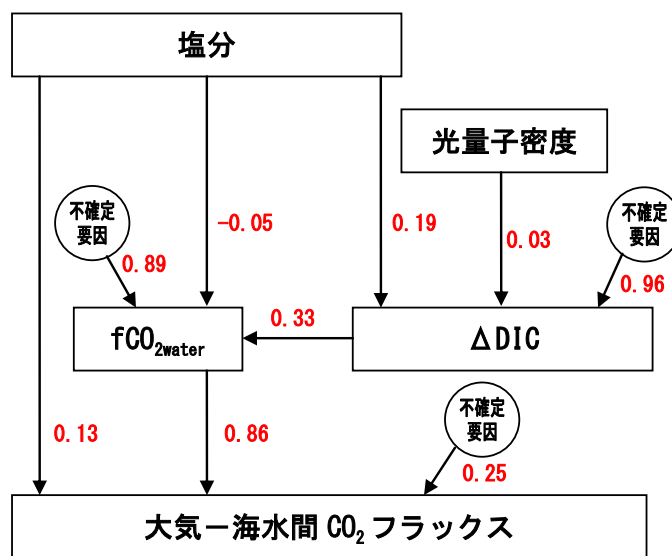 塩分
光量子密度
不確定
要因
不確定
要因
-0.05
0.19
0.03
0.89
0.96
fCO2water
0.33
ΔDIC
不確定
要因
0.13
0.86
0.25
大気－海水間 CO2 フラックス